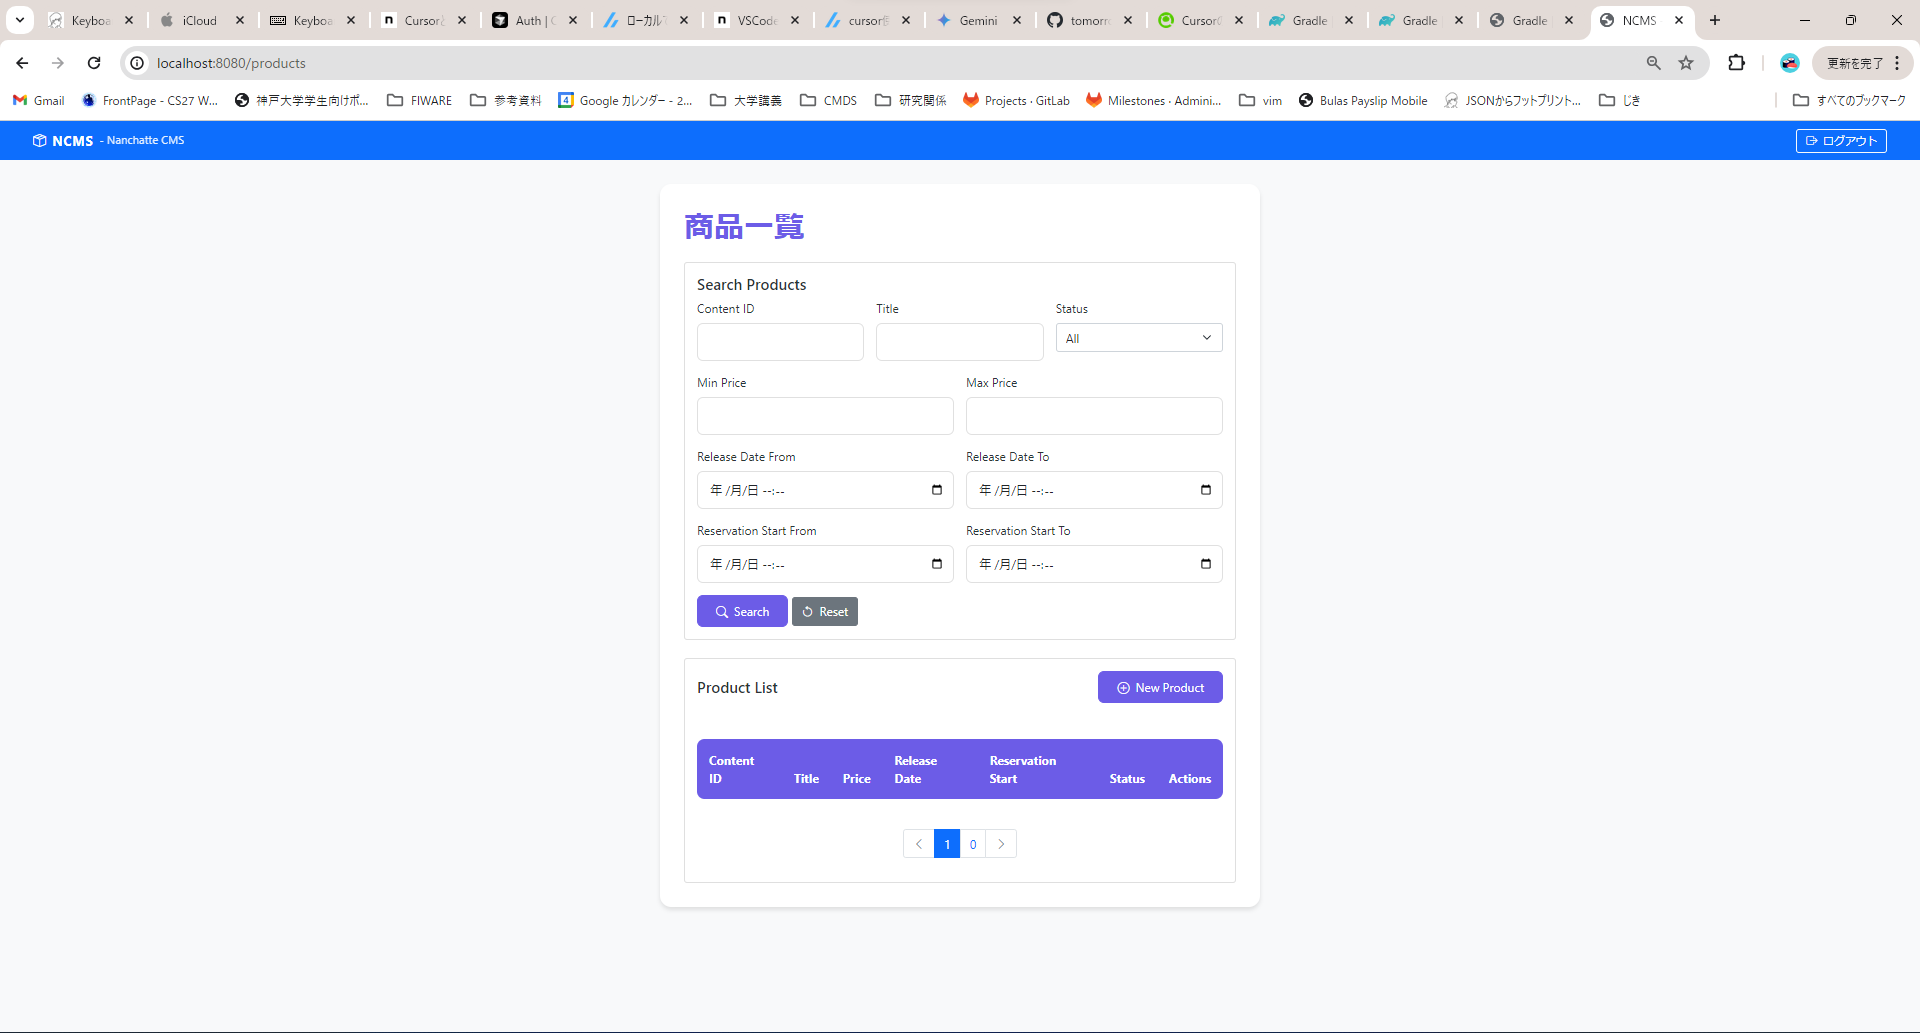 Keyboa
iCloud
Keyboa
Cursor
Auth | C
ローカル
VSCode
cursor
Gemini
tomorr
Cursor
Gradle
Gradle
Gradle
NCMS
localhost:8080/products
更新を完了
Gmail
FrontPage - CS27 W...
神戸大学学生向けポ...
FIWARE
参考資料
Google カレンダー - 2...
大学講義
CMDS
研究関係
Projects · GitLab
Milestones · Admini...
vim
Bulas Payslip Mobile
JSONからフットプリント...
じき
すべてのブックマーク
NCMS - Nanchatte CMS
ログアウト
商品一覧
Search Products
Content ID
Title
Status
All
Min Price
Max Price
Release Date From
Release Date To
年 /月/日 --:--
年 /月/日 --:--
Reservation Start From
Reservation Start To
年 /月/日 --:--
年 /月/日 --:--
Search
Reset
Product List
New Product
Content ID
Title
Price
Release Date
Reservation Start
Status
Actions
1
0